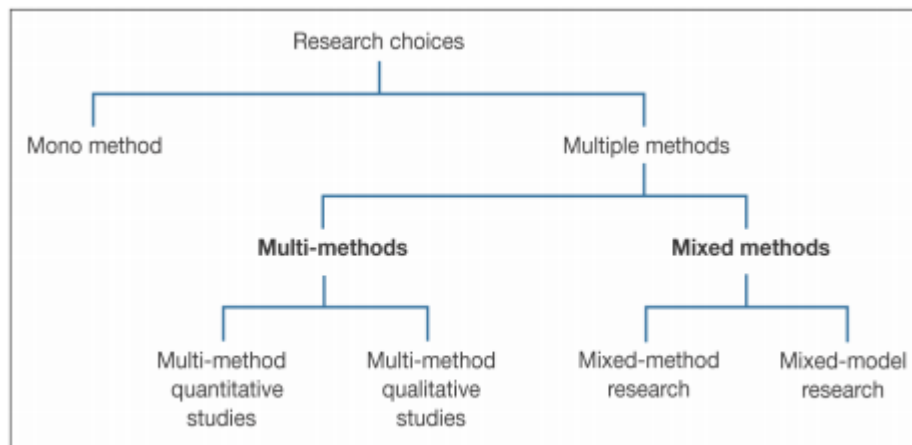 Research choices
Mono method
Multiple methods
Multi-methods
Mixed methods
Multi-method
quantitative
studies
Multi-method
qualitative
studies
Mixed-method
research
Mixed-model
research